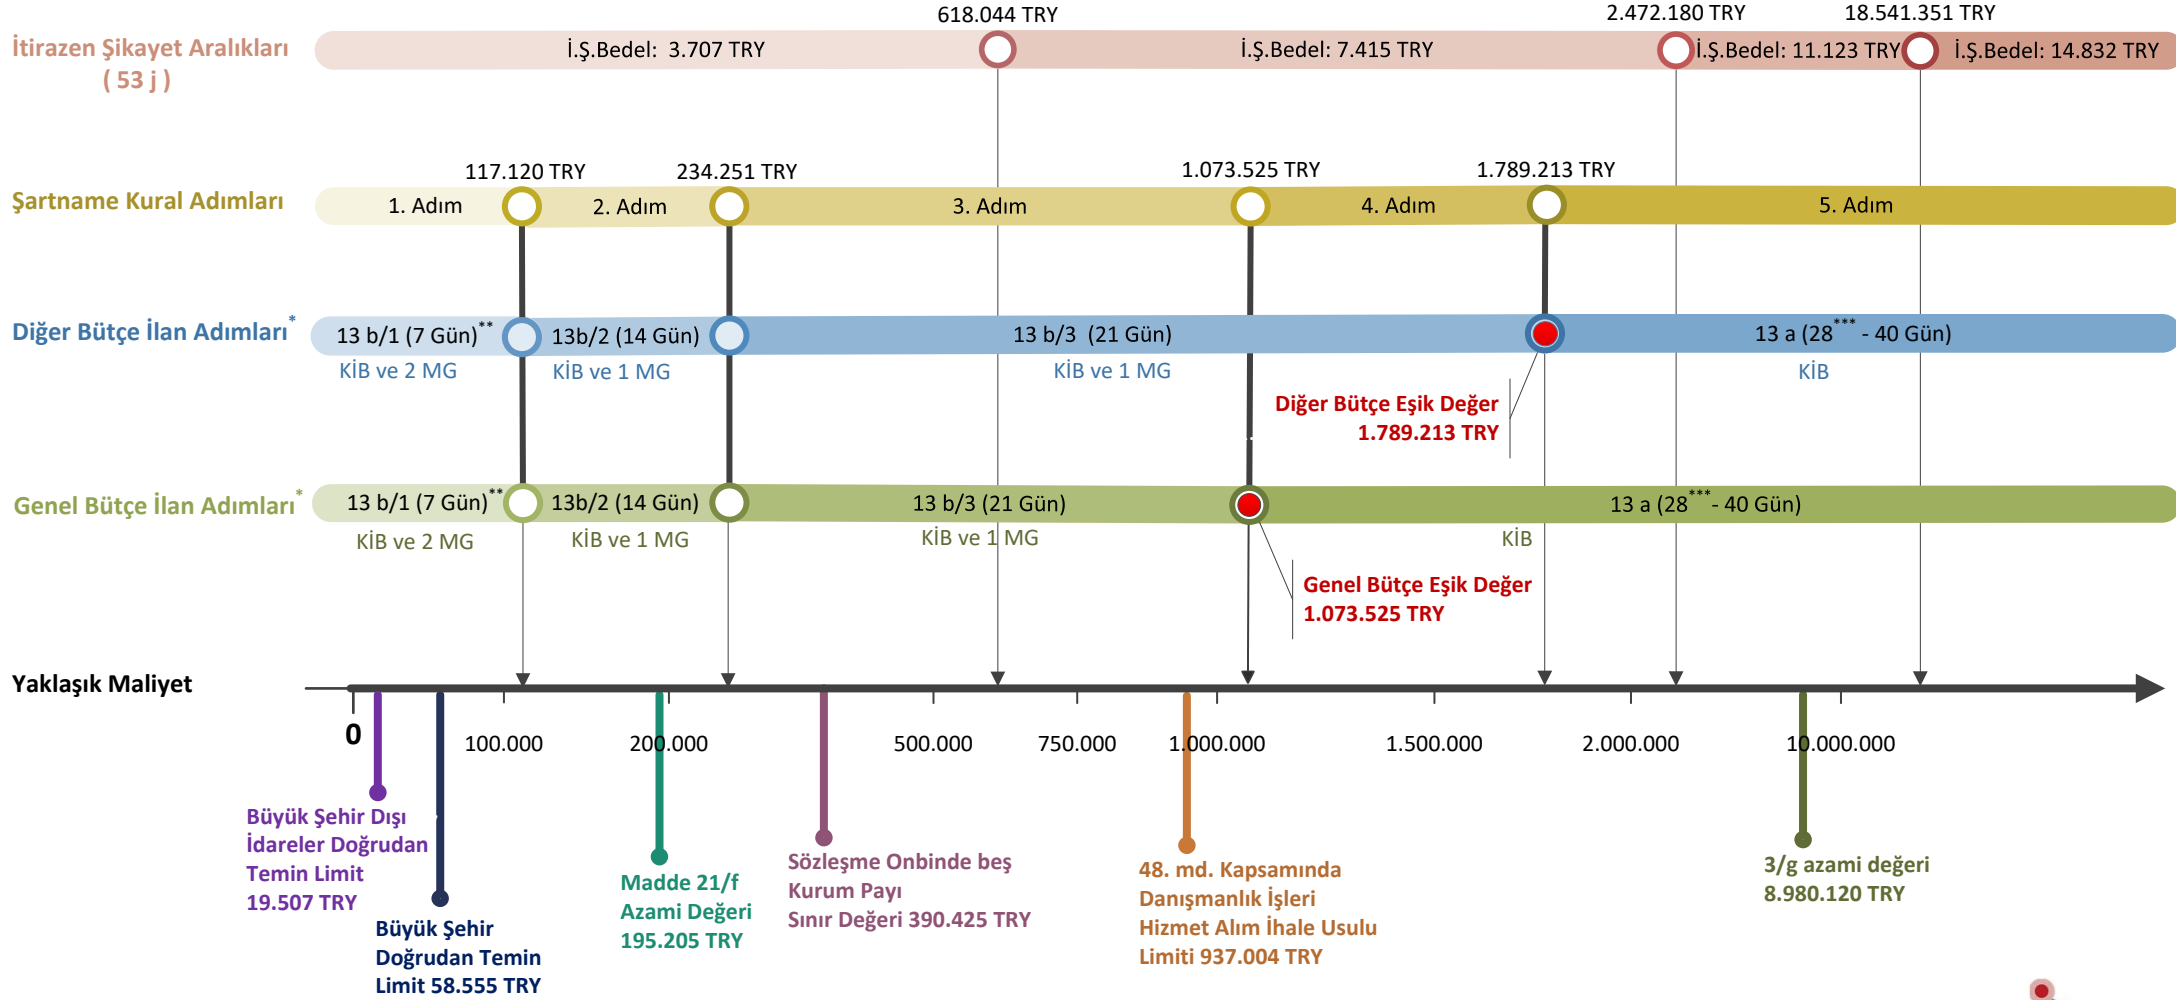 618.044 TRY
2.472.180 TRY
18.541.351 TRY
İtirazen Şikayet Aralıkları
( 53 j )
İ.Ş.Bedel: 3.707 TRY
İ.Ş.Bedel: 7.415 TRY
İ.Ş.Bedel: 11.123 TRY
İ.Ş.Bedel: 14.832 TRY
117.120 TRY
234.251 TRY
1.073.525 TRY
1.789.213 TRY
Şartname Kural Adımları
1. Adım
2. Adım
3. Adım
4. Adım
5. Adım
Diğer Bütçe İlan Adımları*
13 b/1 (7 Gün)**
13b/2 (14 Gün)
13 b/3 (21 Gün)
13 a (28*** - 40 Gün)
KİB ve 2 MG
KİB ve 1 MG
KİB ve 1 MG
KİB
Diğer Bütçe Eşik Değer
1.789.213 TRY
Genel Bütçe İlan Adımları*
13 b/1 (7 Gün)**
13b/2 (14 Gün)
13 b/3 (21 Gün)
13 a (28*** - 40 Gün)
KİB ve 2 MG
KİB ve 1 MG
KİB ve 1 MG
KİB
Genel Bütçe Eşik Değer
1.073.525 TRY
Yaklaşık Maliyet
0
100.000
200.000
500.000
750.000
1.000.000
1.500.000
2.000.000
10.000.000
Büyük Şehir Dışı
İdareler Doğrudan
Temin Limit
19.507 TRY
Büyük Şehir
Doğrudan Temin
Limit 58.555 TRY
Madde 21/f
Azami Değeri
195.205 TRY
Sözleşme Onbinde beş
Kurum Payı
Sınır Değeri 390.425 TRY
48. md. Kapsamında
Danışmanlık İşleri
Hizmet Alım İhale Usulu
Limiti 937.004 TRY
3/g azami değeri
8.980.120 TRY